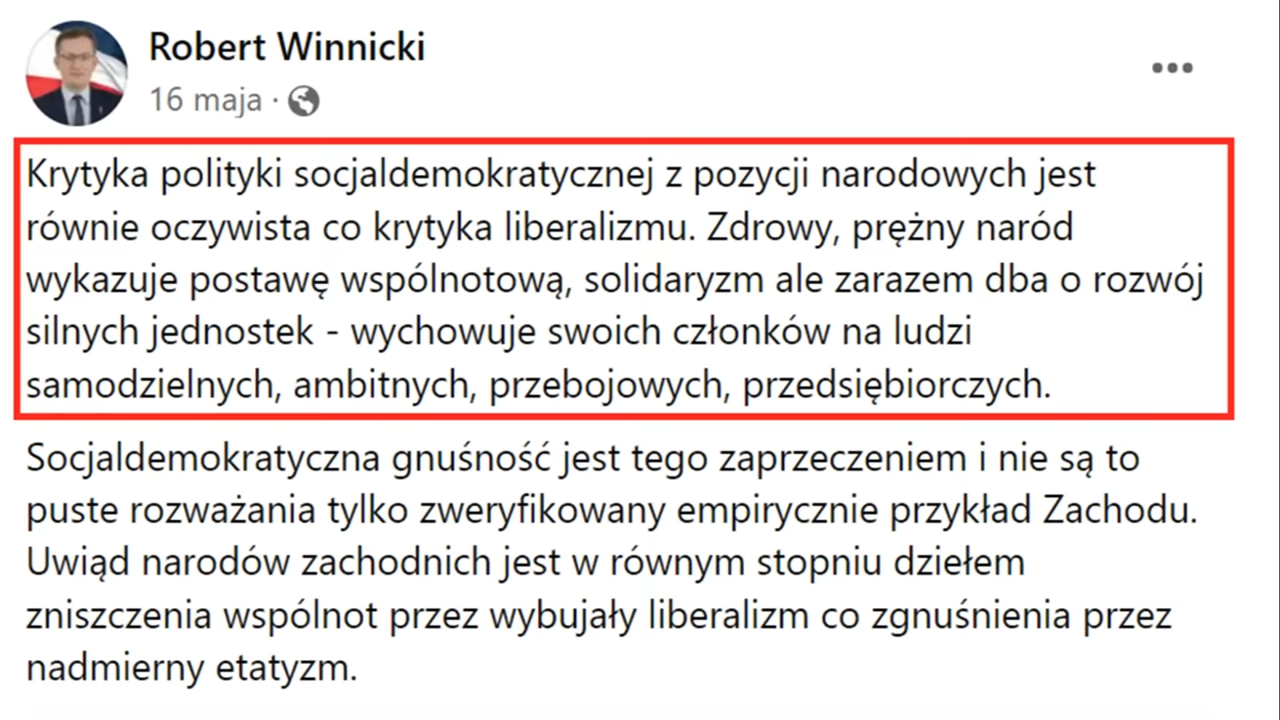 Robert Winnicki
16 maja ·
Krytyka polityki socjaldemokratycznej z pozycji narodowych jest
równie oczywista co krytyka liberalizmu. Zdrowy, prężny naród
wykazuje postawę wspólnotową, solidaryzm ale zarazem dba o rozwój
silnych jednostek - wychowuje swoich członków na ludzi
samodzielnych, ambitnych, przebojowych, przedsiębiorczych.
Socjaldemokratyczna gnuśność jest tego zaprzeczeniem i nie są to
puste rozważania tylko zweryfikowany empirycznie przykład Zachodu.
Uwiąd narodów zachodnich jest w równym stopniu dziełem
zniszczenia wspólnot przez wybujały liberalizm co zgnuśnienia przez
nadmierny etatyzm.